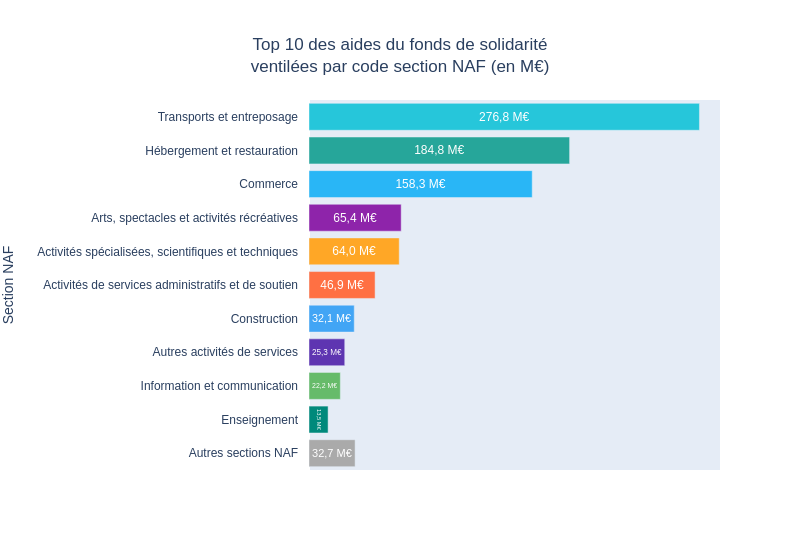 Top 10 des aides du fonds de solidarité
ventilées par code section NAF (en M€)
Section NAF
Transports et entreposage 276,8 M€
Hébergement et restauration 184,8 M€
Commerce 158,3 M€
Arts, spectacles et activités récréatives 65,4 M€
Activités spécialisées, scientifiques et techniques 64,0 M€
Activités de services administratifs et de soutien 46,9 M€
Construction 32,1 M€
Autres activités de services 25,3 M€
Information et communication 22,2 M€
Enseignement 13,5 M€
Autres sections NAF 32,7 M€